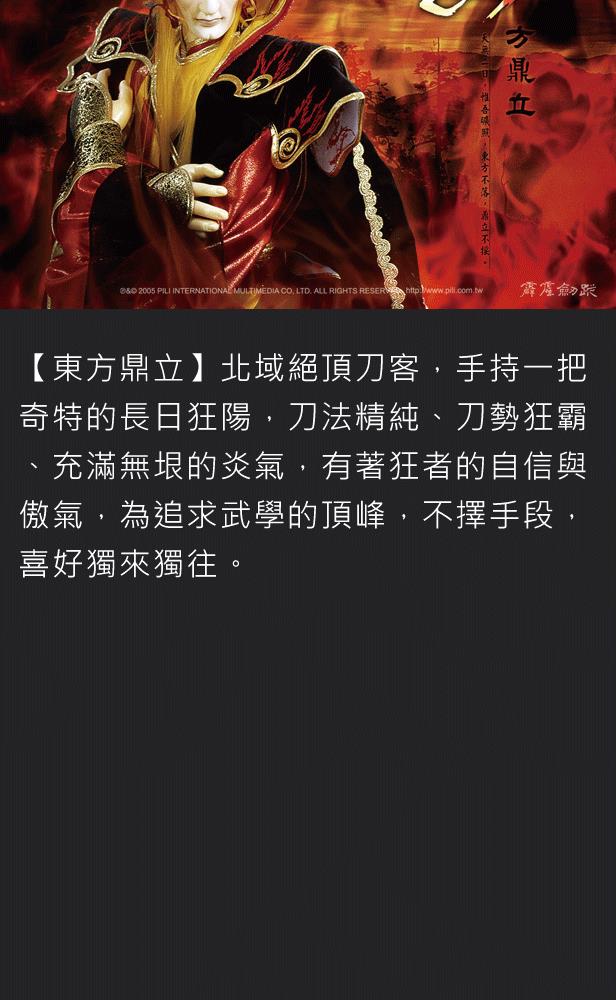 方鼎立
天無二日，惟吾曝照，東方不落，鼎立不採。
℗&© 2005 PILI INTERNATIONAL MULTIMEDIA CO, LTD. ALL RIGHTS RESERVED. http://www.pili.com.tw
霹靂劍蹤
【東方鼎立】北域絕頂刀客，手持一把
奇特的長日狂陽，刀法精純、刀勢狂霸
、充滿無垠的炎氣，有著狂者的自信與
傲氣，為追求武學的頂峰，不擇手段，
喜好獨來獨往。